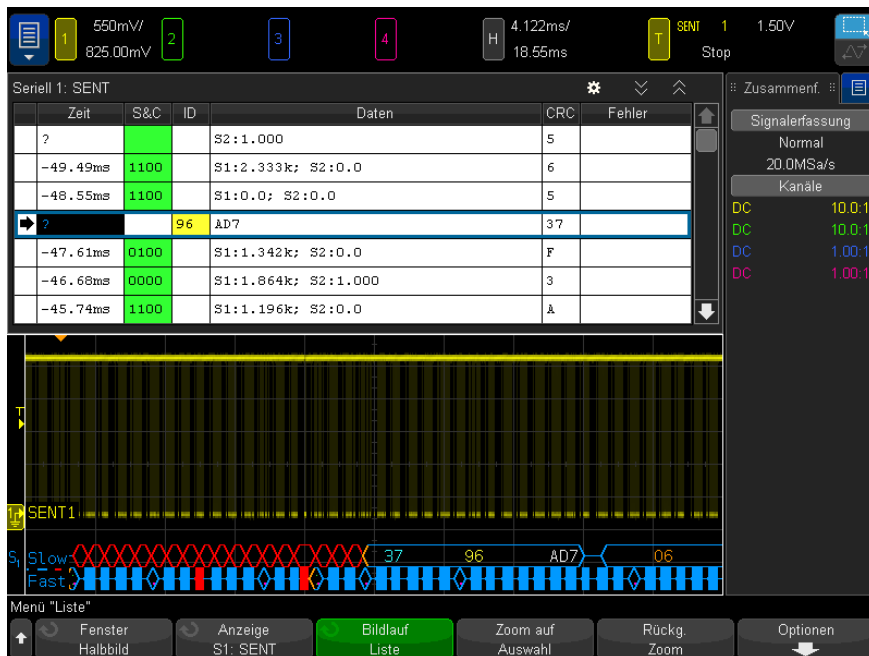 1 550mV/ 825.00mV 2 3 4 H 4.122ms/ 18.55ms T SENT 1 1.50V Stop
Seriell 1: SENT
Zeit S&C ID Daten CRC Fehler
? S2:1.000 5
-49.49ms 1100 S1:2.333k; S2:0.0 6
-48.55ms 1100 S1:0.0; S2:0.0 5
? 96 AD7 37
-47.61ms 0100 S1:1.342k; S2:0.0 F
-46.68ms 0000 S1:1.864k; S2:1.000 3
-45.74ms 1100 S1:1.196k; S2:0.0 A
Zusammenf.
Signalerfassung
Normal
20.0MSa/s
Kanäle
DC 10.0:1
DC 10.0:1
DC 1.00:1
DC 1.00:1
T
1 SENT1
S1 Slow 37 96 AD7 06
Fast
Menü "Liste"
Fenster Halbbild
Anzeige S1: SENT
Bildlauf Liste
Zoom auf Auswahl
Rückg. Zoom
Optionen